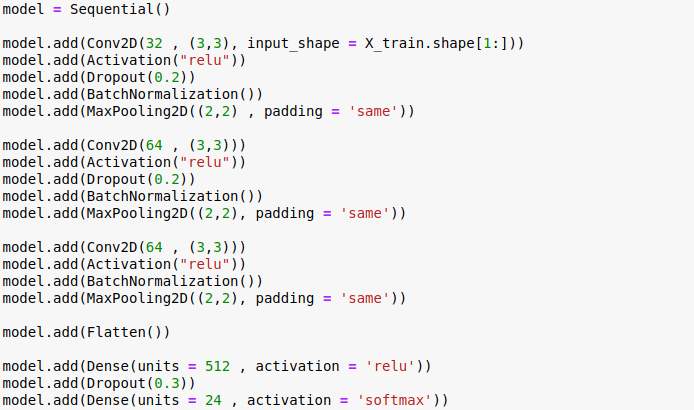 model = Sequential()
model.add(Conv2D(32 , (3,3), input_shape = X_train.shape[1:]))
model.add(Activation("relu"))
model.add(Dropout(0.2))
model.add(BatchNormalization())
model.add(MaxPooling2D((2,2) , padding = 'same'))
model.add(Conv2D(64 , (3,3)))
model.add(Activation("relu"))
model.add(Dropout(0.2))
model.add(BatchNormalization())
model.add(MaxPooling2D((2,2), padding = 'same'))
model.add(Conv2D(64 , (3,3)))
model.add(Activation("relu"))
model.add(BatchNormalization())
model.add(MaxPooling2D((2,2), padding = 'same'))
model.add(Flatten())
model.add(Dense(units = 512 , activation = 'relu'))
model.add(Dropout(0.3))
model.add(Dense(units = 24 , activation = 'softmax'))